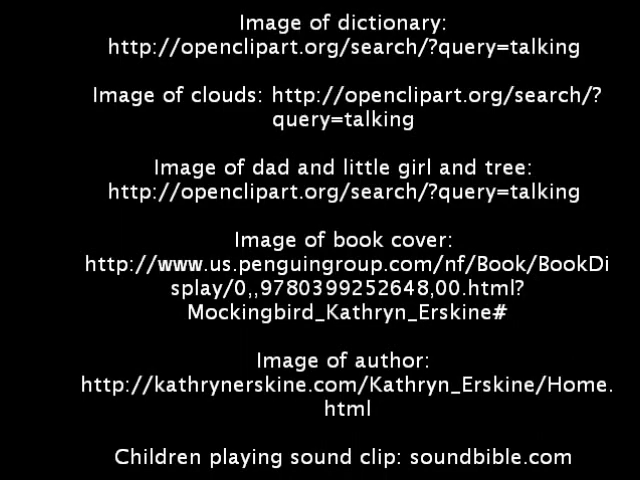 Image of dictionary:
http://openclipart.org/search/?query=talking
Image of clouds: http://openclipart.org/search/?
query=talking
Image of dad and little girl and tree:
http://openclipart.org/search/?query=talking
Image of book cover:
http://www.us.penguingroup.com/nf/Book/BookDi
splay/0,,9780399252648,00.html?
Mockingbird_Kathryn_Erskine#
Image of author:
http://kathrynerskine.com/Kathryn_Erskine/Home.
html
Children playing sound clip: soundbible.com